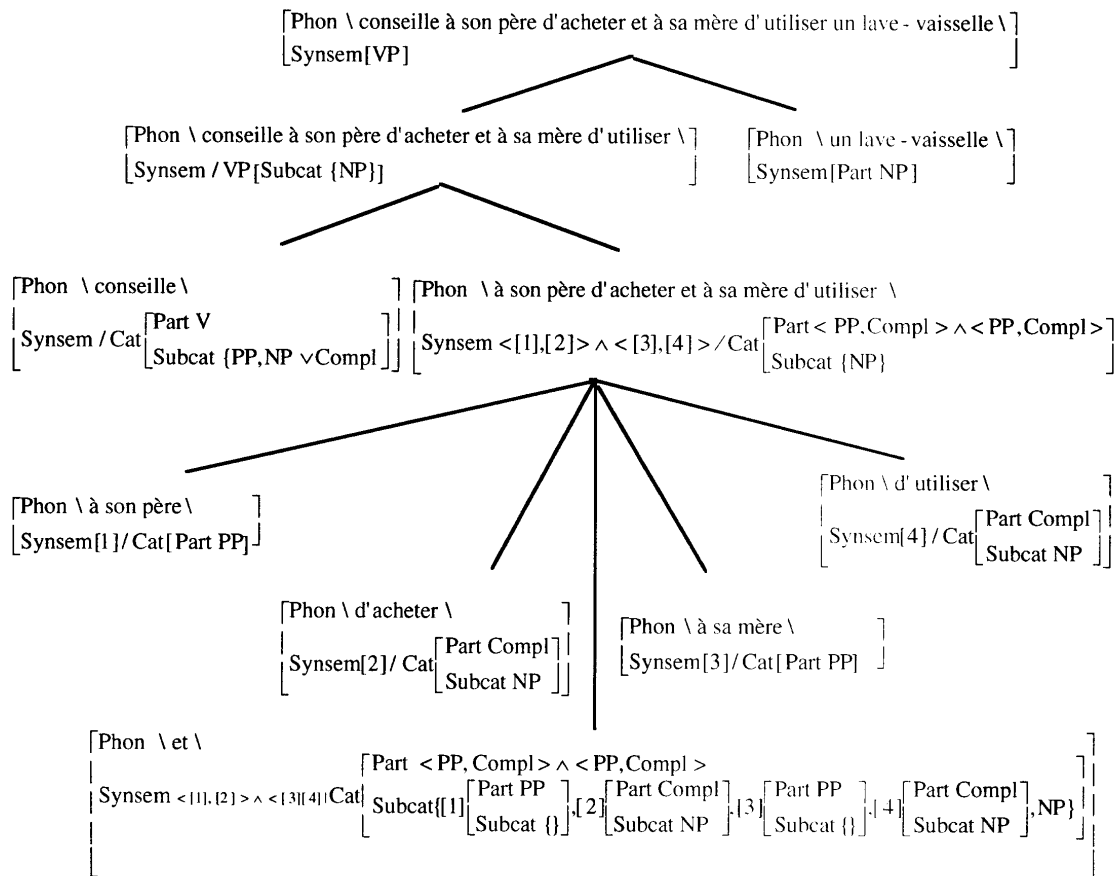 Phon \ conseille à son père d'acheter et à sa mère d'utiliser un lave - vaisselle \
Synsem[VP]
Phon \ conseille à son père d'acheter et à sa mère d'utiliser \
Synsem / VP[Subcat {NP}]
Phon \ un lave - vaisselle \
Synsem[Part NP]
Phon \ conseille \
Synsem / Cat[Part V
Subcat {PP,NP ∨Compl]
Phon \ à son père d'acheter et à sa mère d'utiliser \
Synsem <[1],[2]> ∧ <[3],[4]> / Cat[Part < PP,Compl > ∧ <PP,Compl>
Subcat {NP}]
Phon \ à son père \
Synsem[1]/ Cat[Part PP]
Phon \ d'utiliser \
Synsem[4]/ Cat[Part Compl
Subcat NP]
Phon \ d'acheter \
Synsem[2]/ Cat[Part Compl
Subcat NP]
Phon \ à sa mère \
Synsem[3]/Cat[Part PP]
Phon \ et \
Synsem <[1],[2]> ∧ <[3][4]|Cat[Part <PP, Compl> ∧ <PP,Compl >
Subcat{[1][Part PP Subcat {}],[2][Part Compl Subcat NP].[3][Part PP Subcat {}].[4][Part Compl Subcat NP],NP}]